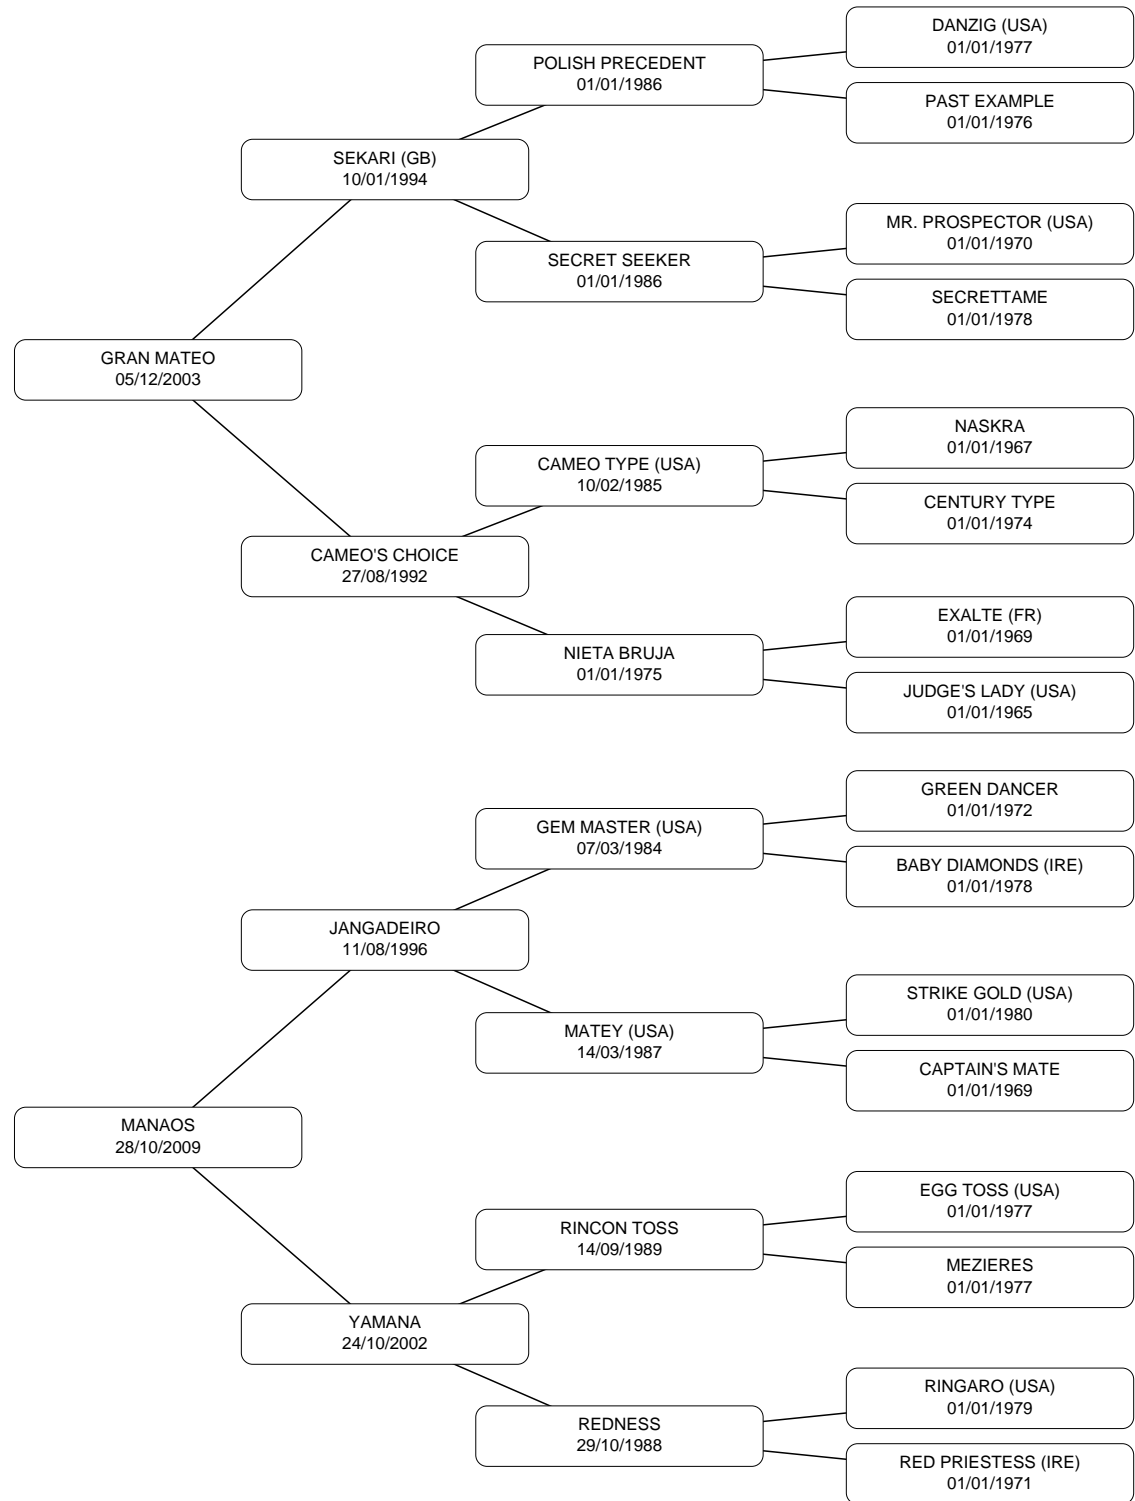 DANZIG (USA)
01/01/1977
POLISH PRECEDENT
01/01/1986
PAST EXAMPLE
01/01/1976
SEKARI (GB)
10/01/1994
MR. PROSPECTOR (USA)
01/01/1970
SECRET SEEKER
01/01/1986
SECRETTAME
01/01/1978
GRAN MATEO
05/12/2003
NASKRA
01/01/1967
CAMEO TYPE (USA)
10/02/1985
CENTURY TYPE
01/01/1974
CAMEO'S CHOICE
27/08/1992
EXALTE (FR)
01/01/1969
NIETA BRUJA
01/01/1975
JUDGE'S LADY (USA)
01/01/1965
GREEN DANCER
01/01/1972
GEM MASTER (USA)
07/03/1984
BABY DIAMONDS (IRE)
01/01/1978
JANGADEIRO
11/08/1996
STRIKE GOLD (USA)
01/01/1980
MATEY (USA)
14/03/1987
CAPTAIN'S MATE
01/01/1969
MANAOS
28/10/2009
EGG TOSS (USA)
01/01/1977
RINCON TOSS
14/09/1989
MEZIERES
01/01/1977
YAMANA
24/10/2002
RINGARO (USA)
01/01/1979
REDNESS
29/10/1988
RED PRIESTESS (IRE)
01/01/1971